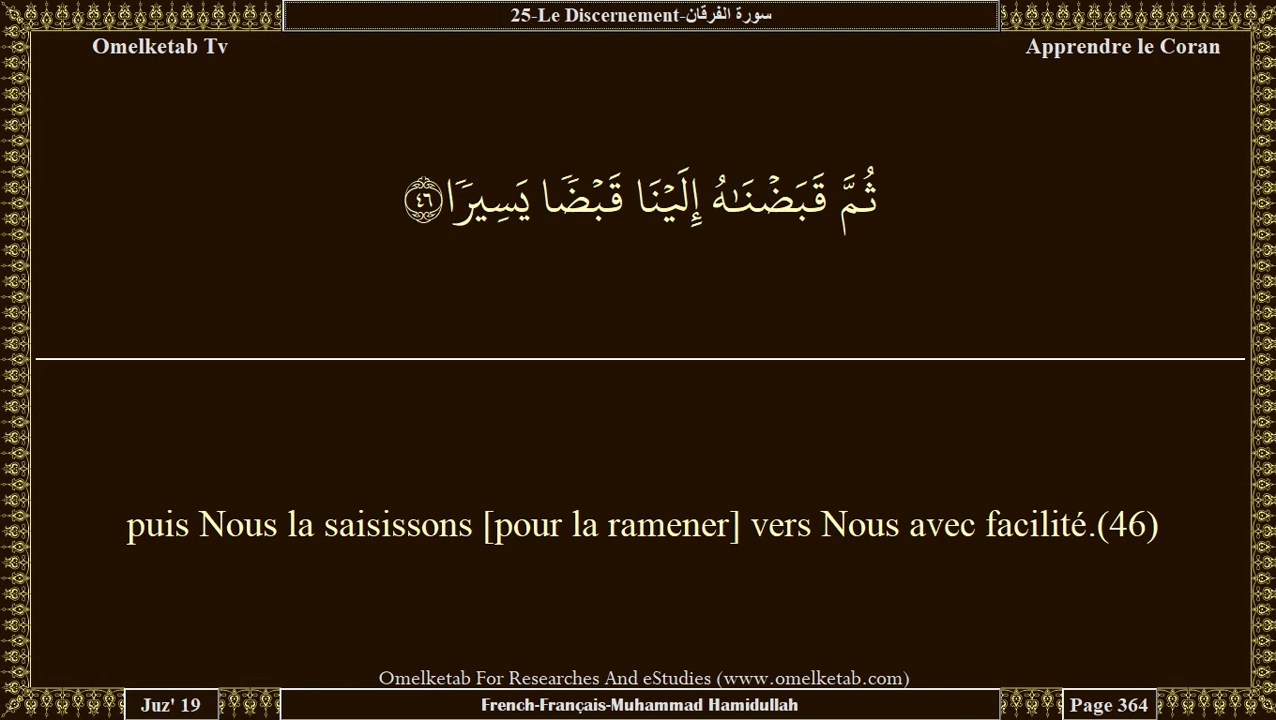 25-Le Discernement-سورة الفرقان
Omelketab Tv
Apprendre le Coran
ثُمَّ قَبَضْنَٰهُ إِلَيْنَا قَبْضًا يَسِيرًا ٤٦
puis Nous la saisissons [pour la ramener] vers Nous avec facilité.(46)
Omelketab For Researches And eStudies (www.omelketab.com)
Juz' 19
French-Français-Muhammad Hamidullah
Page 364